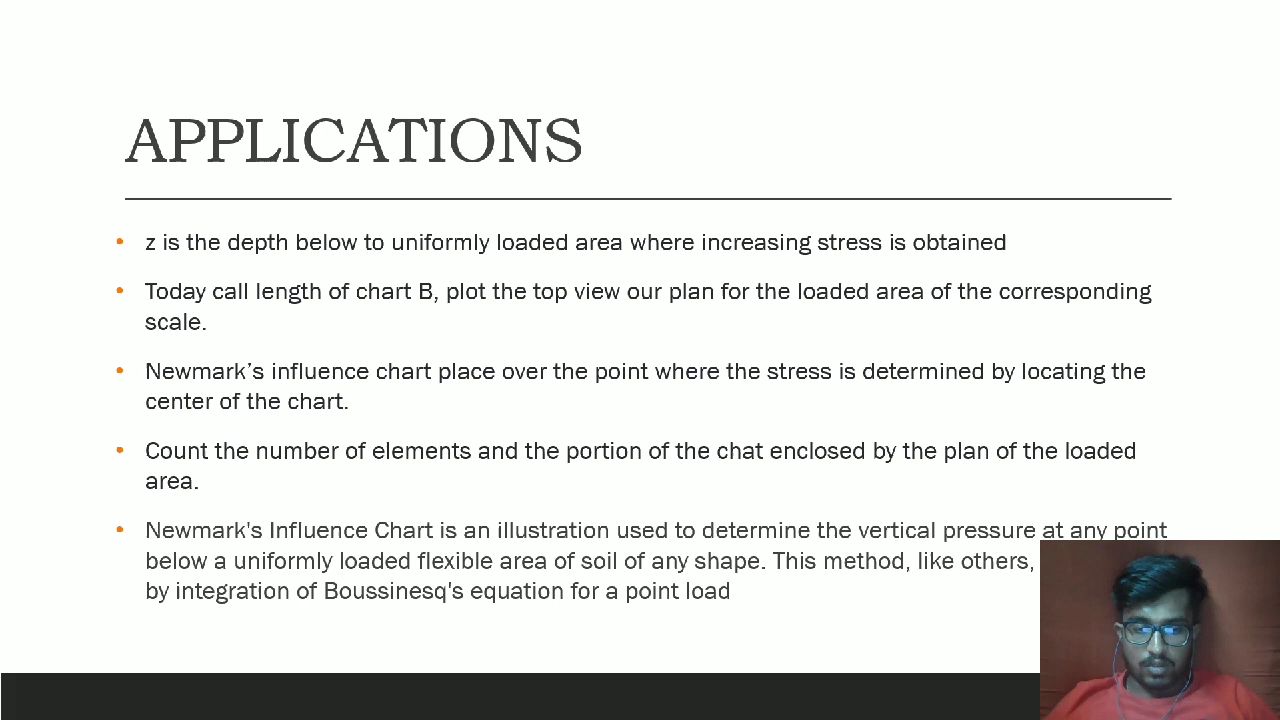 APPLICATIONS
• z is the depth below to uniformly loaded area where increasing stress is obtained
• Today call length of chart B, plot the top view our plan for the loaded area of the corresponding
scale.
• Newmark’s influence chart place over the point where the stress is determined by locating the
center of the chart.
• Count the number of elements and the portion of the chat enclosed by the plan of the loaded
area.
• Newmark's Influence Chart is an illustration used to determine the vertical pressure at any point
below a uniformly loaded flexible area of soil of any shape. This method, like others,
by integration of Boussinesq's equation for a point load